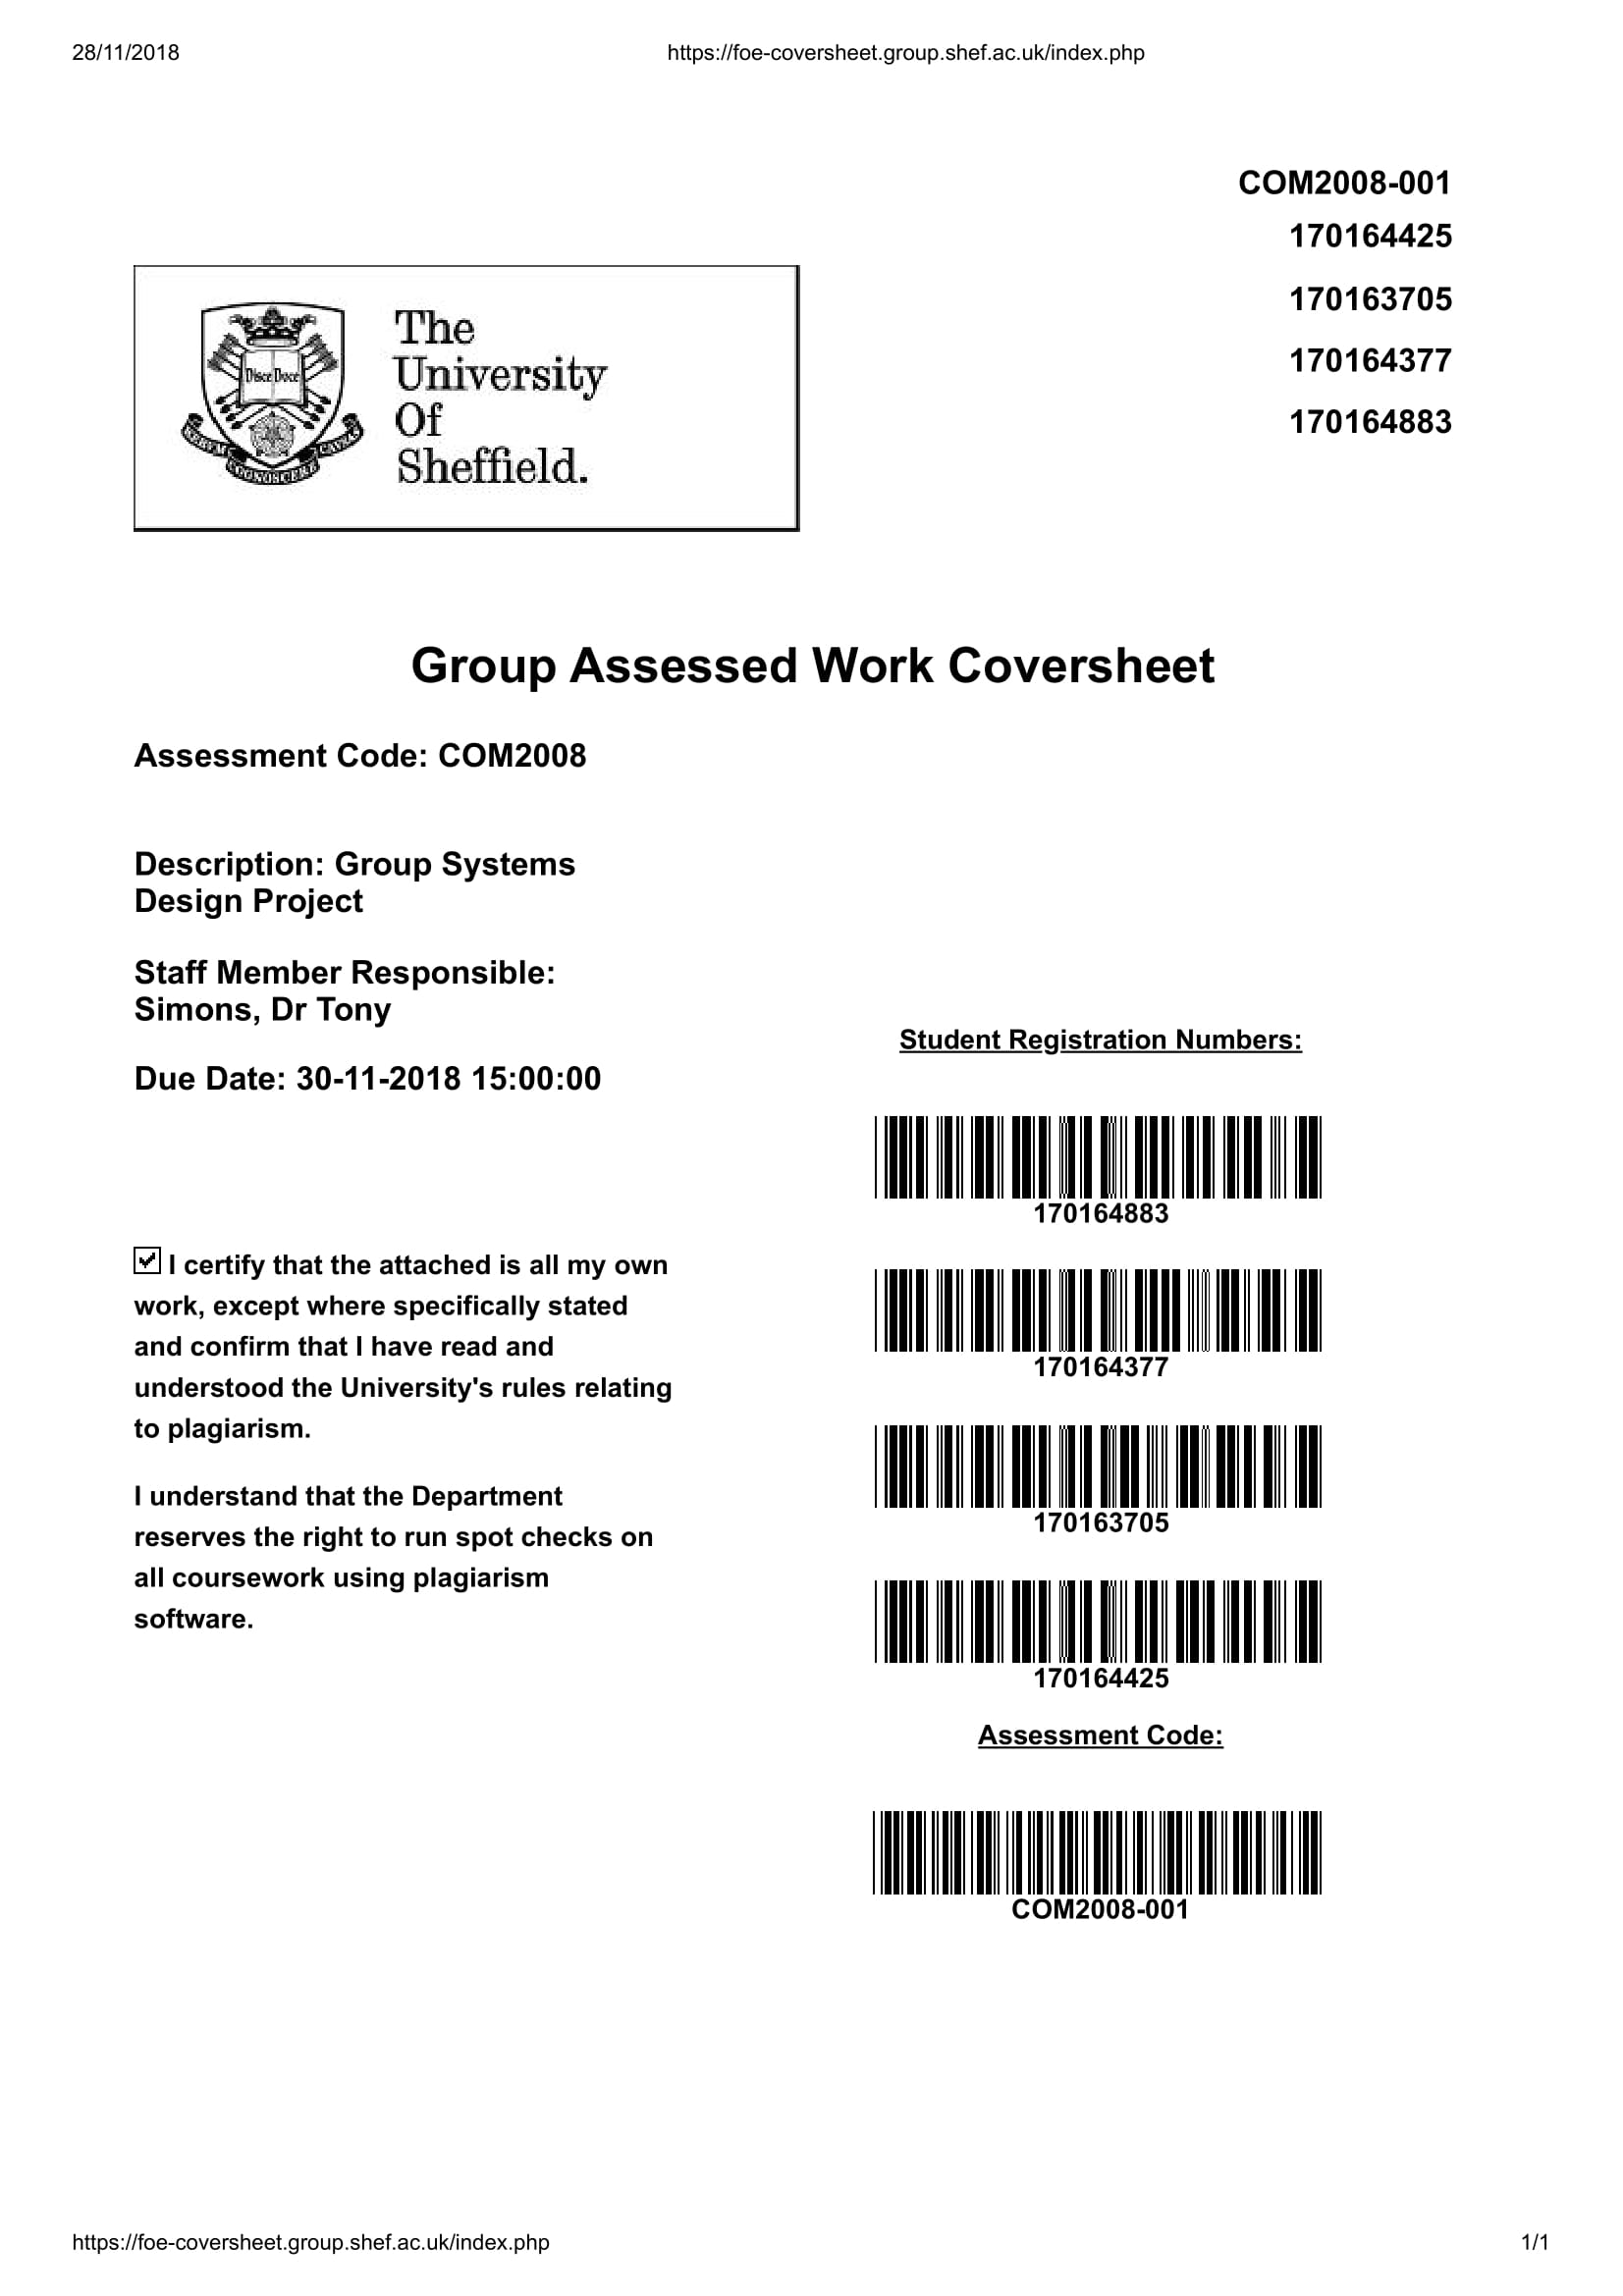 28/11/2018 https://foe-coversheet.group.shef.ac.uk/index.php
COM2008-001
170164425
170163705
170164377
170164883
Disce Doce
The
University
Of
Sheffield.
Group Assessed Work Coversheet
Assessment Code: COM2008
Description: Group Systems
Design Project
Staff Member Responsible:
Simons, Dr Tony
Due Date: 30-11-2018 15:00:00
I certify that the attached is all my own
work, except where specifically stated
and confirm that I have read and
understood the University's rules relating
to plagiarism.
I understand that the Department
reserves the right to run spot checks on
all coursework using plagiarism
software.
Student Registration Numbers:
170164883
170164377
170163705
170164425
Assessment Code:
COM2008-001
https://foe-coversheet.group.shef.ac.uk/index.php 1/1